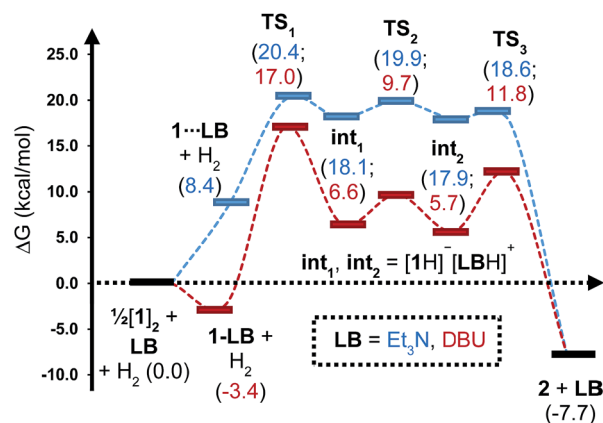 TS₁
(20.4;
17.0)
TS₂
(19.9;
9.7)
TS₃
(18.6;
11.8)
25.0
20.0
15.0
10.0
5.0
0.0
-5.0
-10.0
ΔG (kcal/mol)
1···LB
+ H₂
(8.4)
int₁
(18.1;
6.6)
int₂
(17.9;
5.7)
int₁, int₂ = [1H]⁻[LBH]⁺
½[1]₂ +
LB
+ H₂ (0.0)
1-LB +
H₂
(-3.4)
LB = Et₃N, DBU
2 + LB
(-7.7)